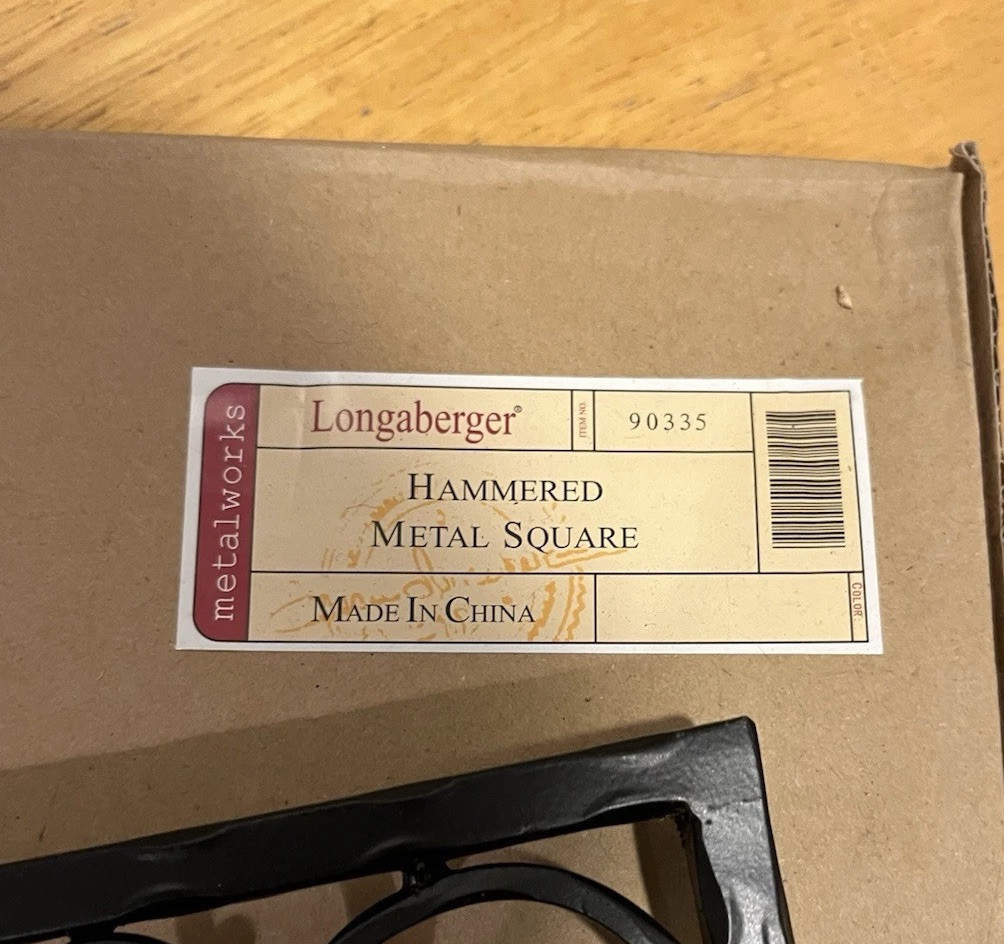 metalworks
Longaberger®
ITEM NO.
90335
HAMMERED
METAL SQUARE
MADE IN CHINA
COLOR: